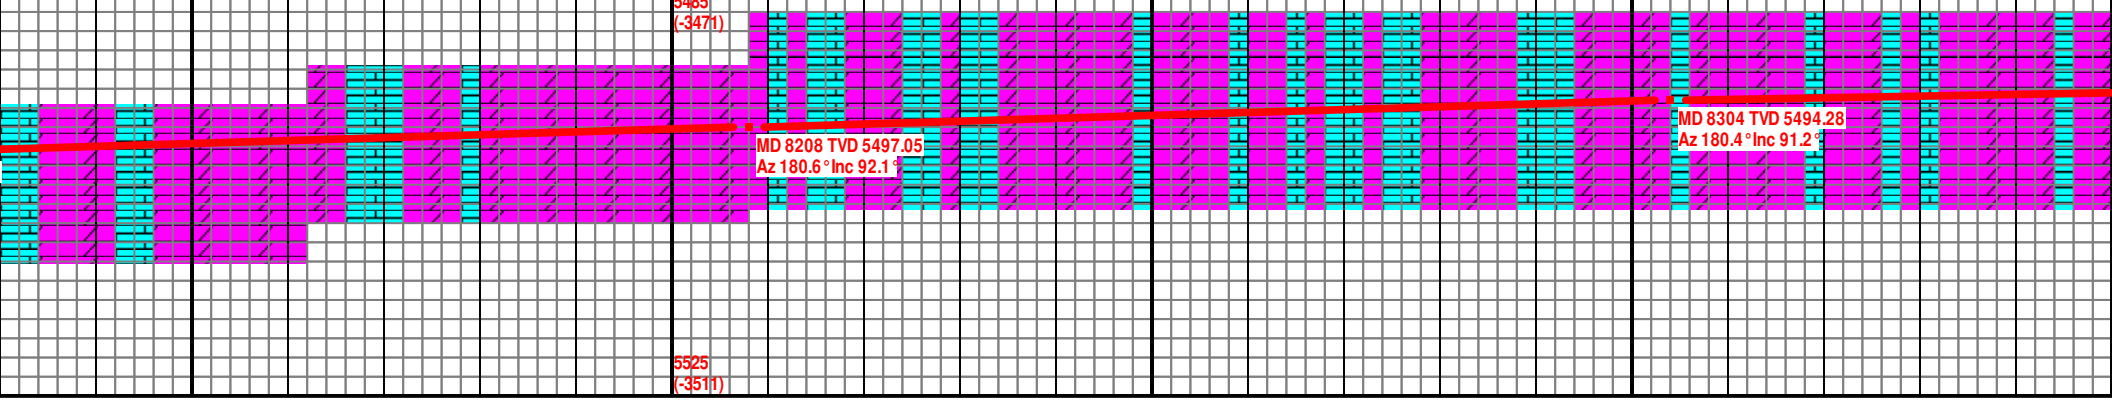 5485
(-3471)
MD 8208 TVD 5497.05
Az 180.6° Inc 92.1°
MD 8304 TVD 5494.28
Az 180.4° Inc 91.2°
5525
(-3511)